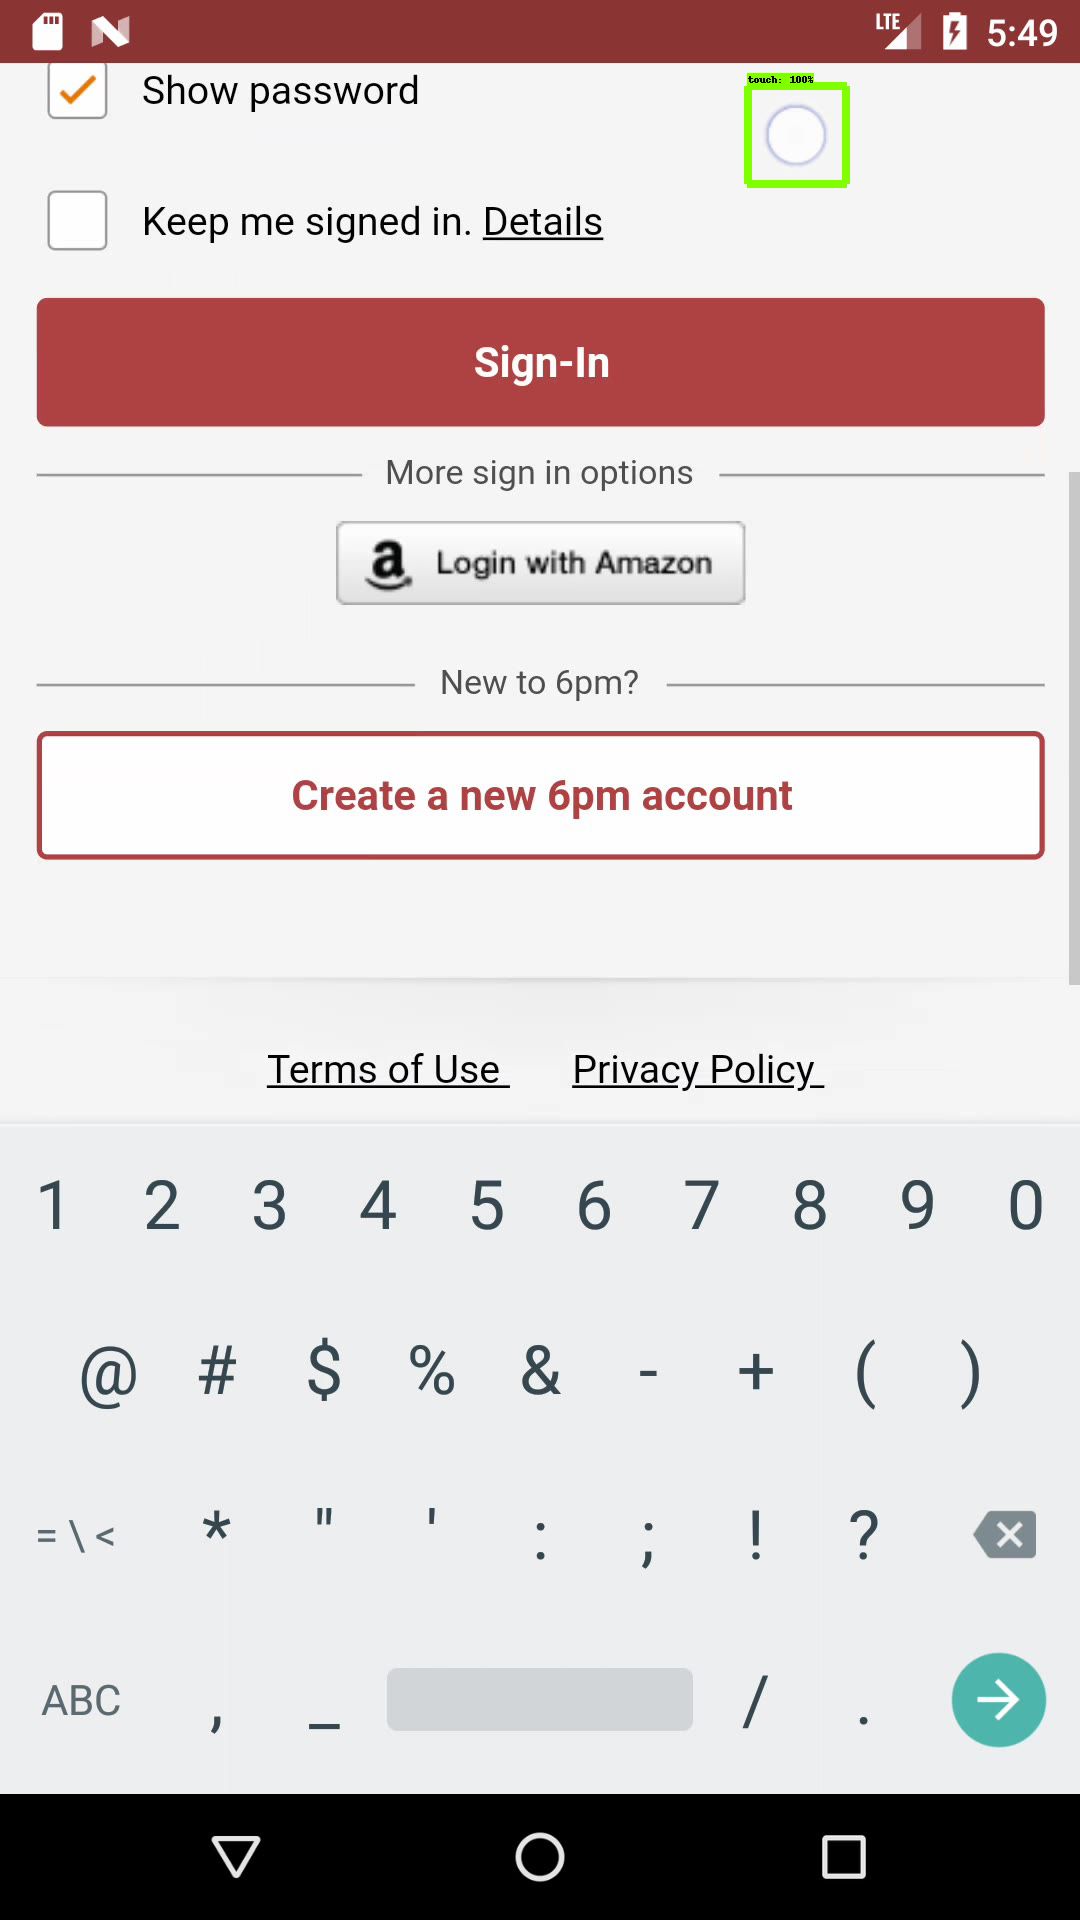 LTE 5:49
touch: 100%
Show password
Keep me signed in. Details
Sign-In
More sign in options
a Login with Amazon
New to 6pm?
Create a new 6pm account
Terms of Use Privacy Policy
1 2 3 4 5 6 7 8 9 0
@ # $ % & - + ( )
= \ < * " ' : ; ! ?
ABC , _ / .